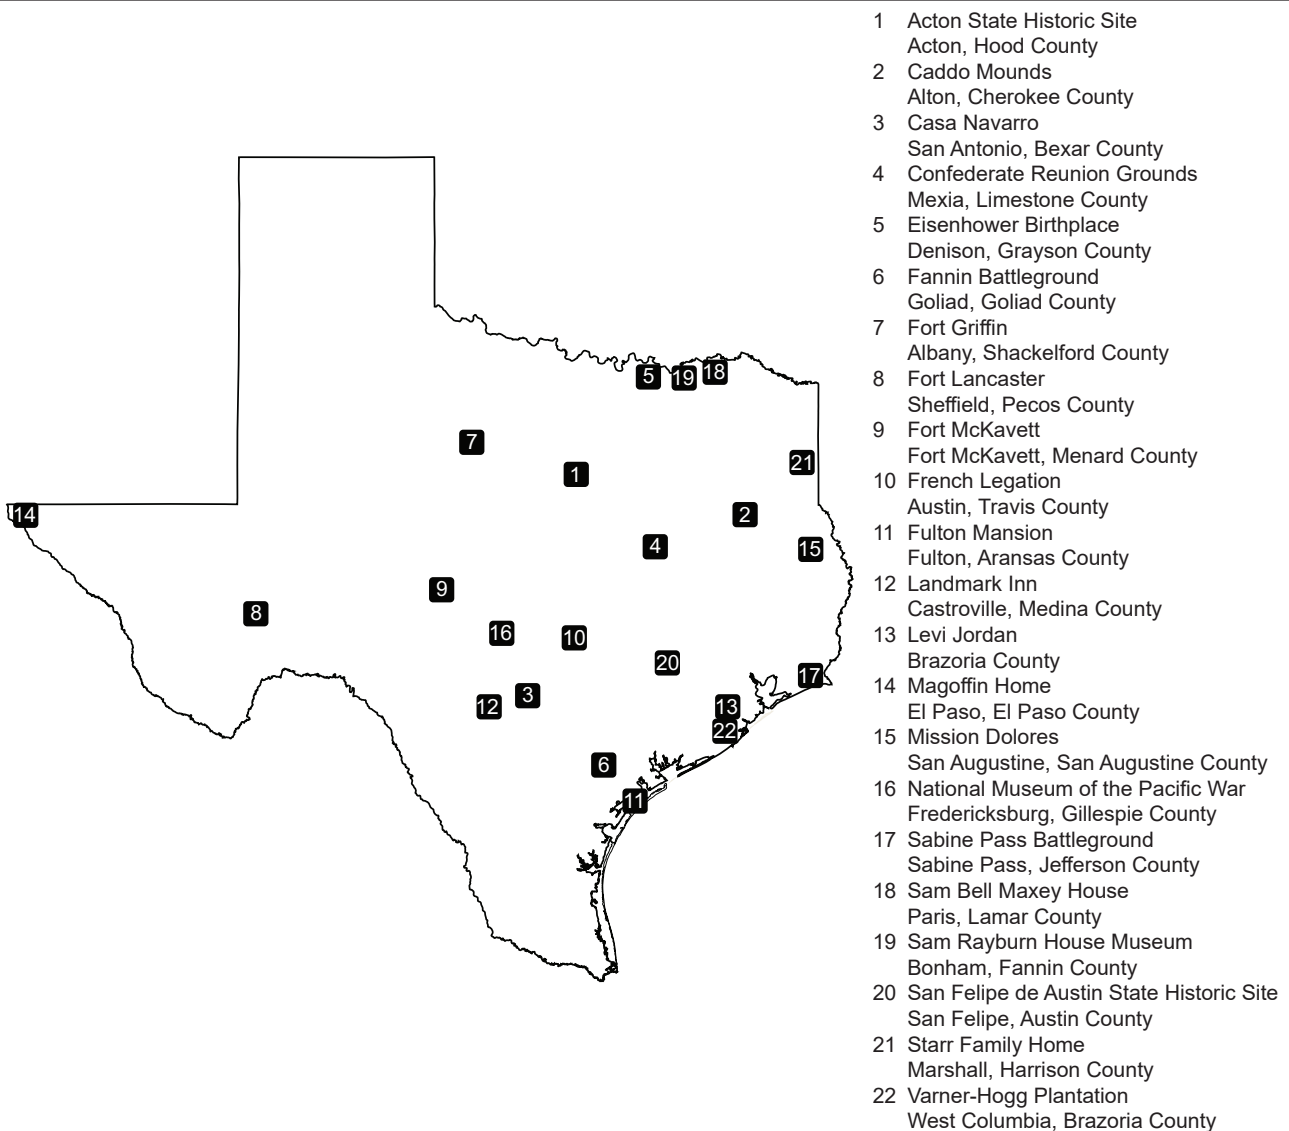 1 Acton State Historic Site
Acton, Hood County
2 Caddo Mounds
Alton, Cherokee County
3 Casa Navarro
San Antonio, Bexar County
4 Confederate Reunion Grounds
Mexia, Limestone County
5 Eisenhower Birthplace
Denison, Grayson County
6 Fannin Battleground
Goliad, Goliad County
7 Fort Griffin
Albany, Shackelford County
8 Fort Lancaster
Sheffield, Pecos County
9 Fort McKavett
Fort McKavett, Menard County
10 French Legation
Austin, Travis County
11 Fulton Mansion
Fulton, Aransas County
12 Landmark Inn
Castroville, Medina County
13 Levi Jordan
Brazoria County
14 Magoffin Home
El Paso, El Paso County
15 Mission Dolores
San Augustine, San Augustine County
16 National Museum of the Pacific War
Fredericksburg, Gillespie County
17 Sabine Pass Battleground
Sabine Pass, Jefferson County
18 Sam Bell Maxey House
Paris, Lamar County
19 Sam Rayburn House Museum
Bonham, Fannin County
20 San Felipe de Austin State Historic Site
San Felipe, Austin County
21 Starr Family Home
Marshall, Harrison County
22 Varner-Hogg Plantation
West Columbia, Brazoria County
5 19 18
7
1
21
14
2
4
15
9
8
16
10
20
17
3
12
13
22
6
11